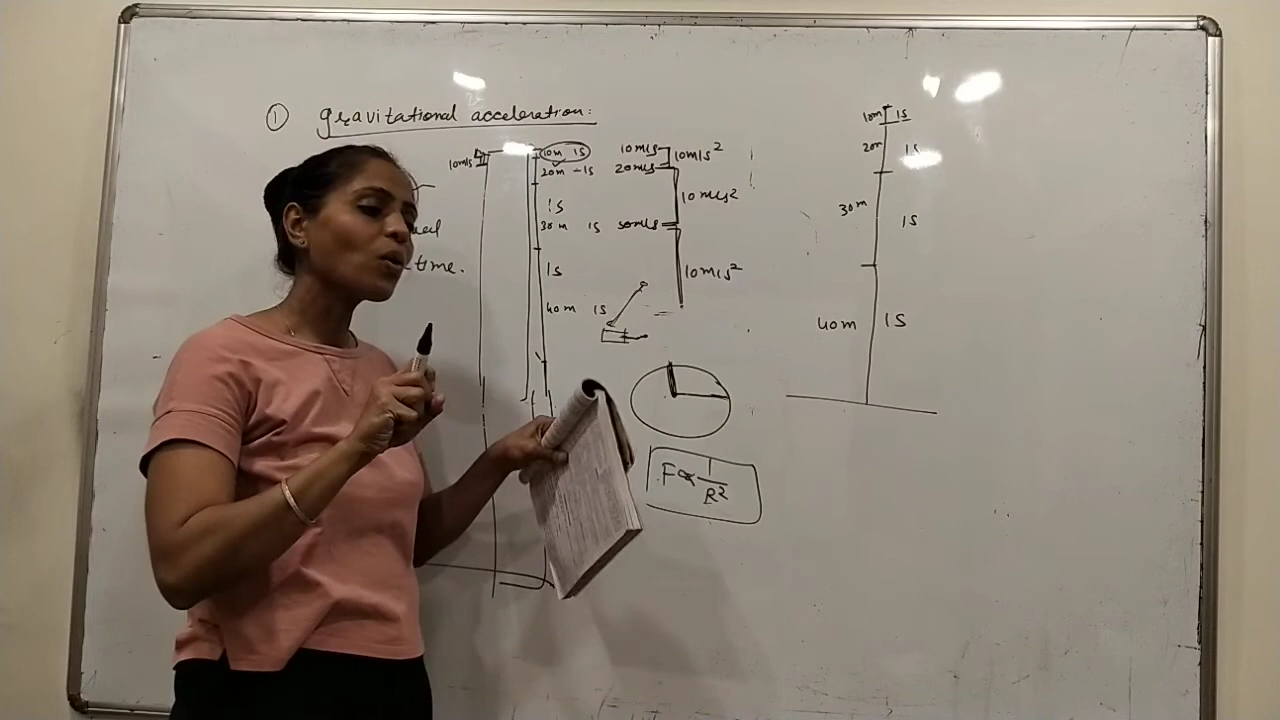 ① gravitational acceleration:
10m/s
10m 1S
20m - 1S
1S
30m 1S
1S
40m 1S
10m/s
20m/s
30m/s
10m/s²
10m/s²
10m/s²
time.
F ∝ 1/R²
10m 1S
20m 1S
30m 1S
40m 1S